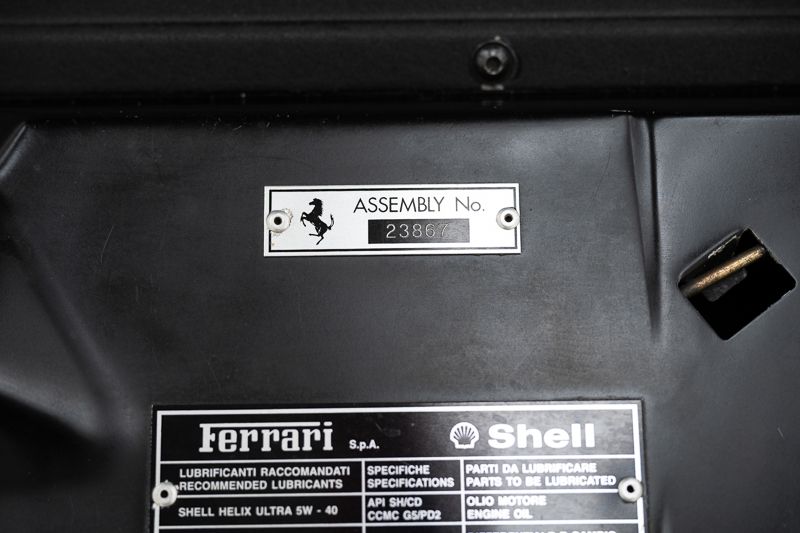 ASSEMBLY No.
23867
Ferrari S.p.A. Shell
LUBRIFICANTI RACCOMANDATI SPECIFICHE PARTI DA LUBRIFICARE
RECOMMENDED LUBRICANTS SPECIFICATIONS PARTS TO BE LUBRICATED
SHELL HELIX ULTRA 5W - 40 API SH/CD OLIO MOTORE
CCMC G5/PD2 ENGINE OIL